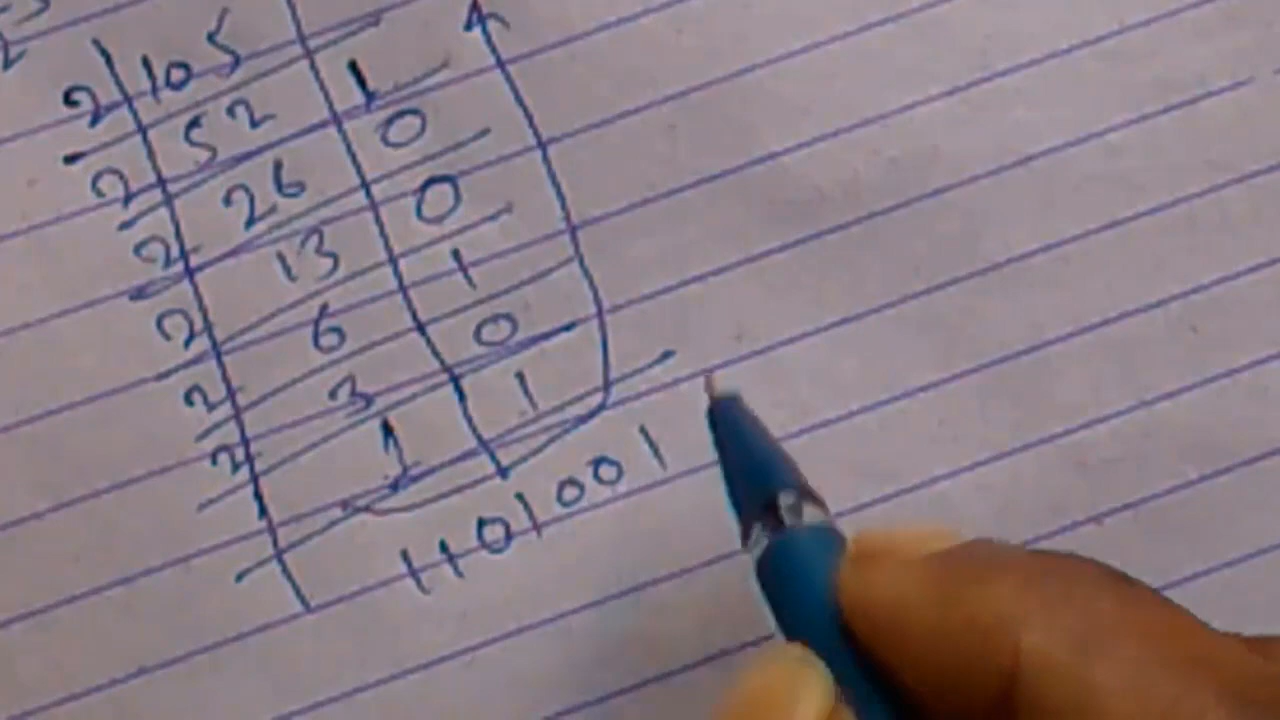 2 105
2 52 1
2 26 0
2 13 0
2 6 1
2 3 0
1 1
1101001